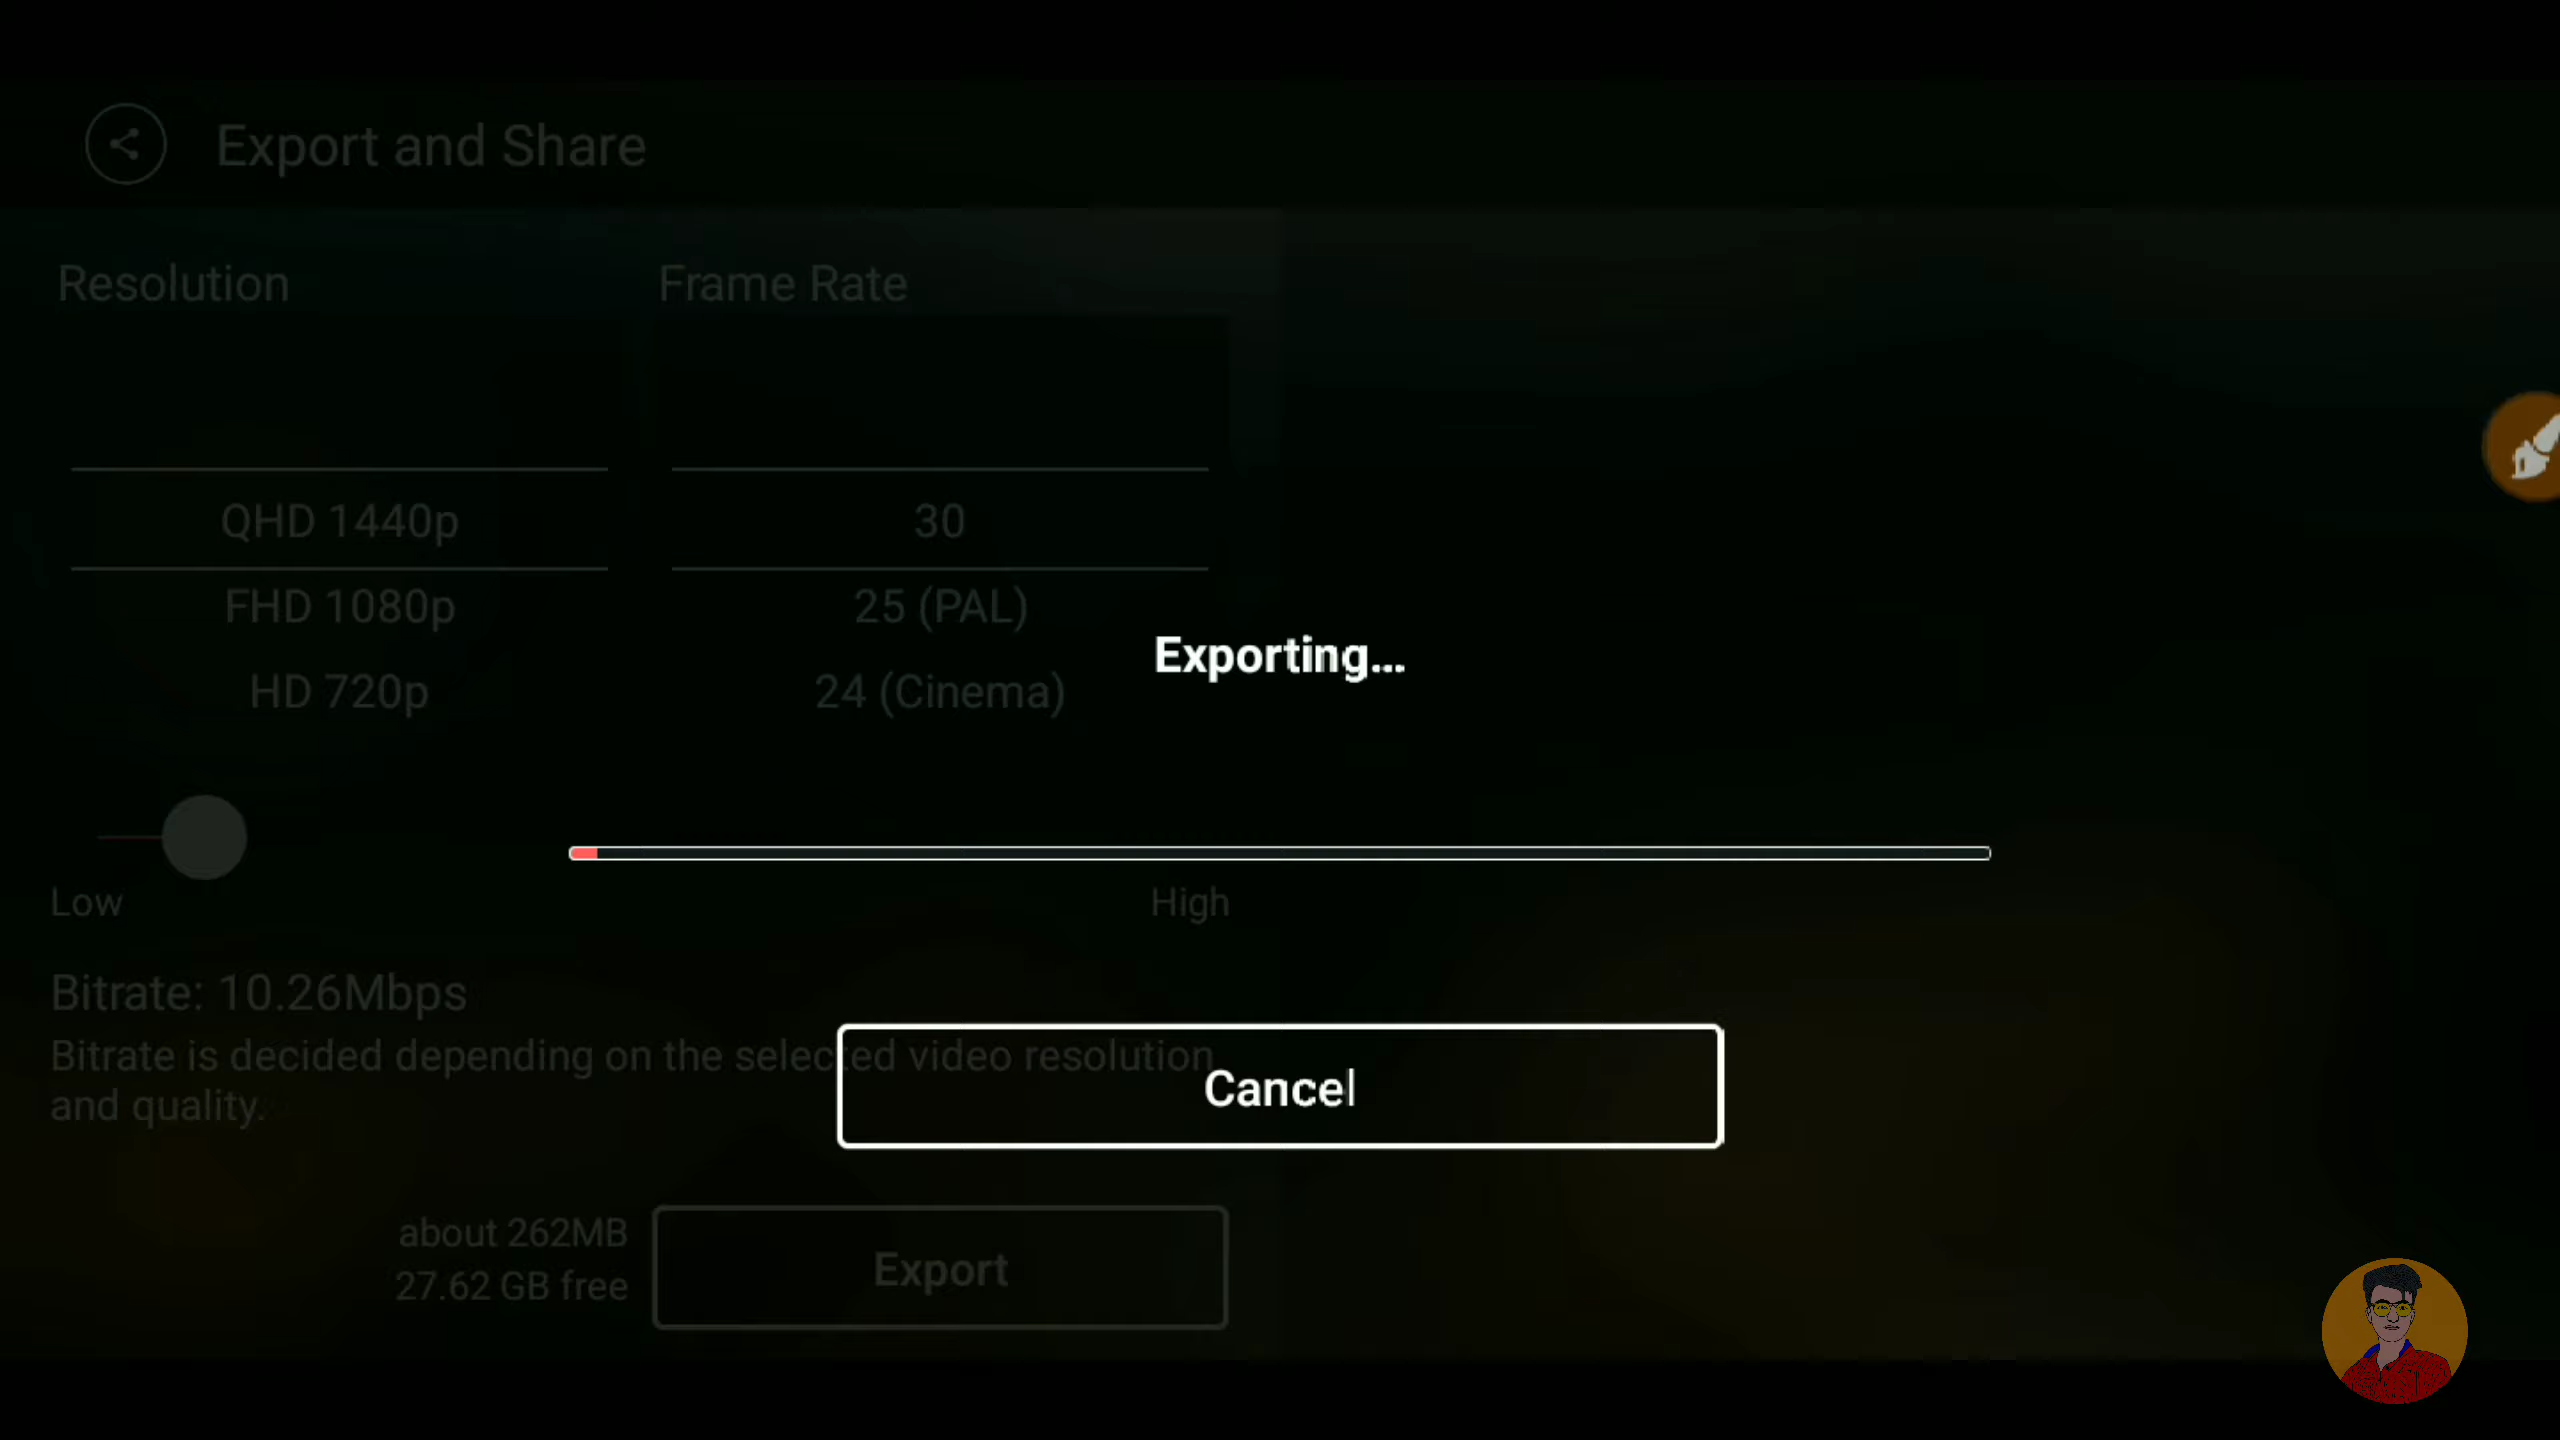 Export and Share
Resolution
Frame Rate
QHD 1440p
30
FHD 1080p
25 (PAL)
HD 720p
24 (Cinema)
Exporting...
Low
High
Bitrate: 10.26Mbps
Bitrate is decided depending on the selected video resolution
and quality.
Cancel
about 262MB
27.62 GB free
Export